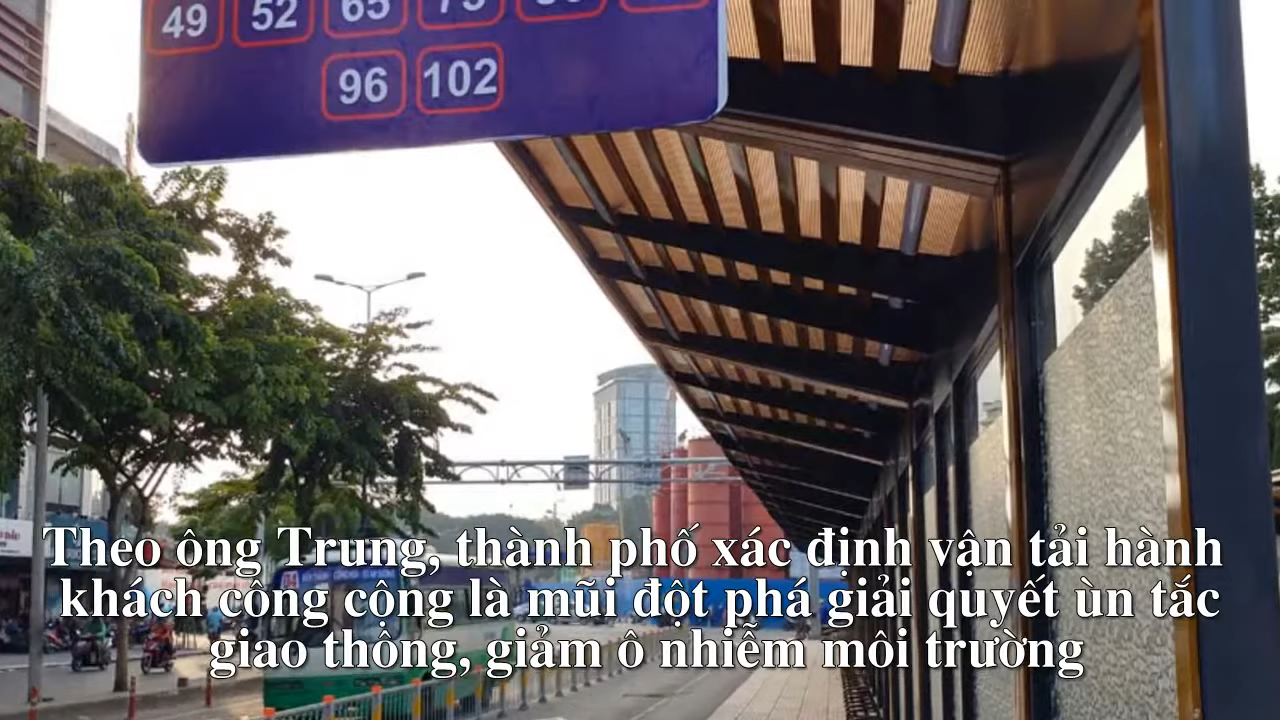 49 52 65 75
96 102
Theo ông Trung, thành phố xác định vận tải hành
khách công cộng là mũi đột phá giải quyết ùn tắc
giao thông, giảm ô nhiễm môi trường